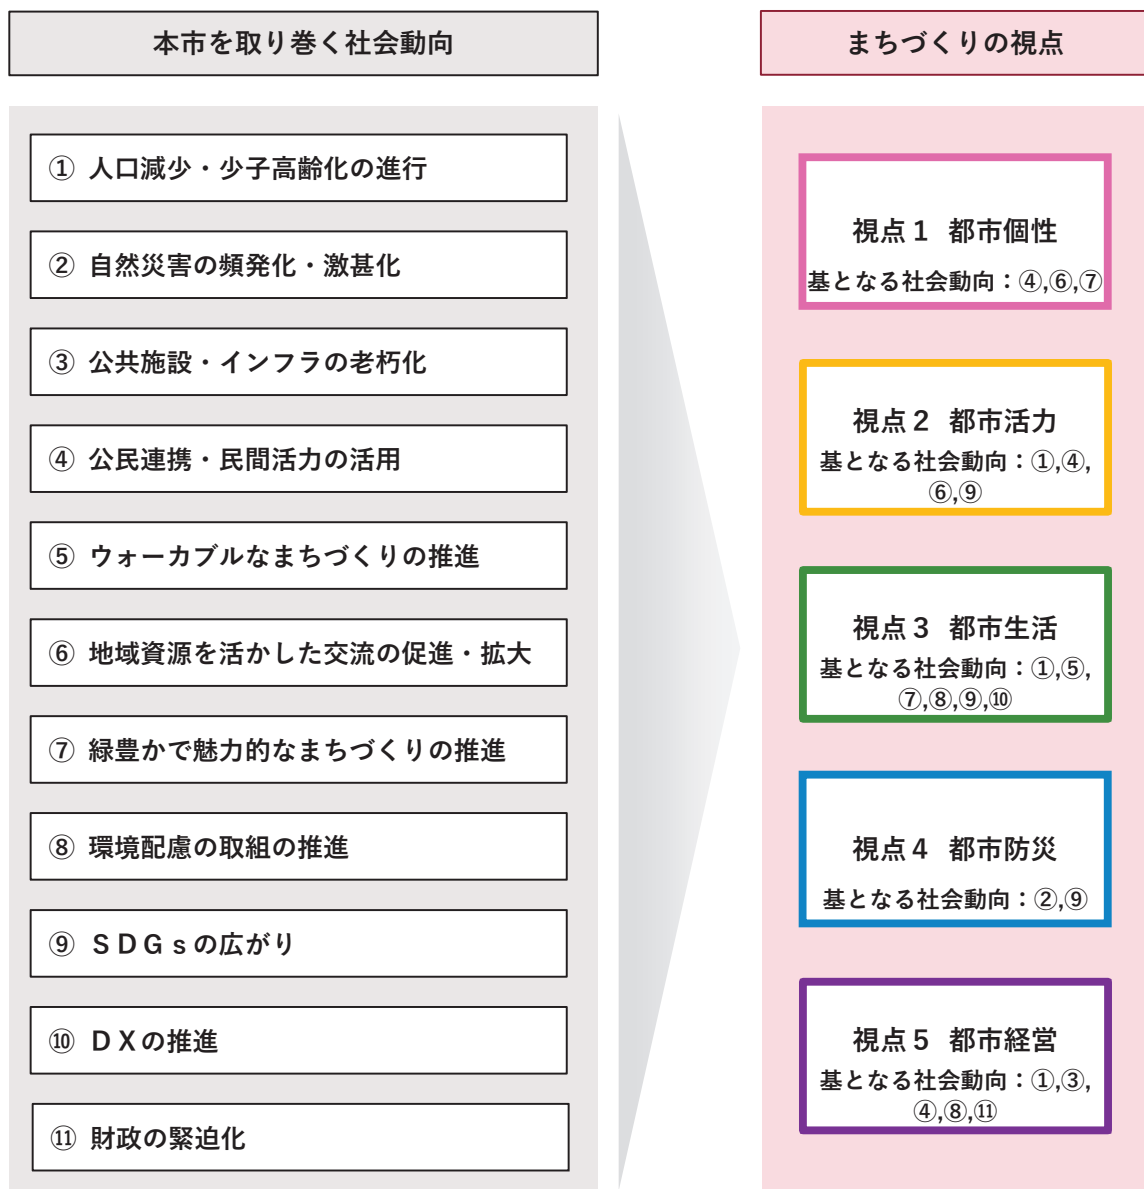 本市を取り巻く社会動向
① 人口減少・少子高齢化の進行
② 自然災害の頻発化・激甚化
③ 公共施設・インフラの老朽化
④ 公民連携・民間活力の活用
⑤ ウォーカブルなまちづくりの推進
⑥ 地域資源を活かした交流の促進・拡大
⑦ 緑豊かで魅力的なまちづくりの推進
⑧ 環境配慮の取組の推進
⑨ ＳＤＧｓの広がり
⑩ ＤＸの推進
⑪ 財政の緊迫化
まちづくりの視点
視点１ 都市個性
基となる社会動向：④,⑥,⑦
視点２ 都市活力
基となる社会動向：①,④,
⑥,⑨
視点３ 都市生活
基となる社会動向：①,⑤,
⑦,⑧,⑨,⑩
視点４ 都市防災
基となる社会動向：②,⑨
視点５ 都市経営
基となる社会動向：①,③,
④,⑧,⑪